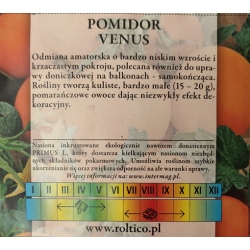 POMIDOR
VENUS
Odmiana amatorska o bardzo niskim wzroście i
krzaczastym pokroju, polecana również do upra-
wy doniczkowej na balkonach - samokończąca.
Rośliny tworzą kuliste, bardzo małe (15 – 20 g),
pomarańczowe owoce dając niezwykły efekt de-
koracyjny.
Nasiona inkrustowane ekologicznie nawozem donasiennym
PRIMUS L, który dostarcza kiełkującym nasionom niezbęd-
nych składników pokarmowych. Umożliwia roślinom szybkie
ukorzenienie się oraz zwiększa odporność na złe warunki uprawy.
Więcej informacji na: www.intermag.pl.
I II III IV V VI VII VIII IX X XI XII
www.roltico.pl